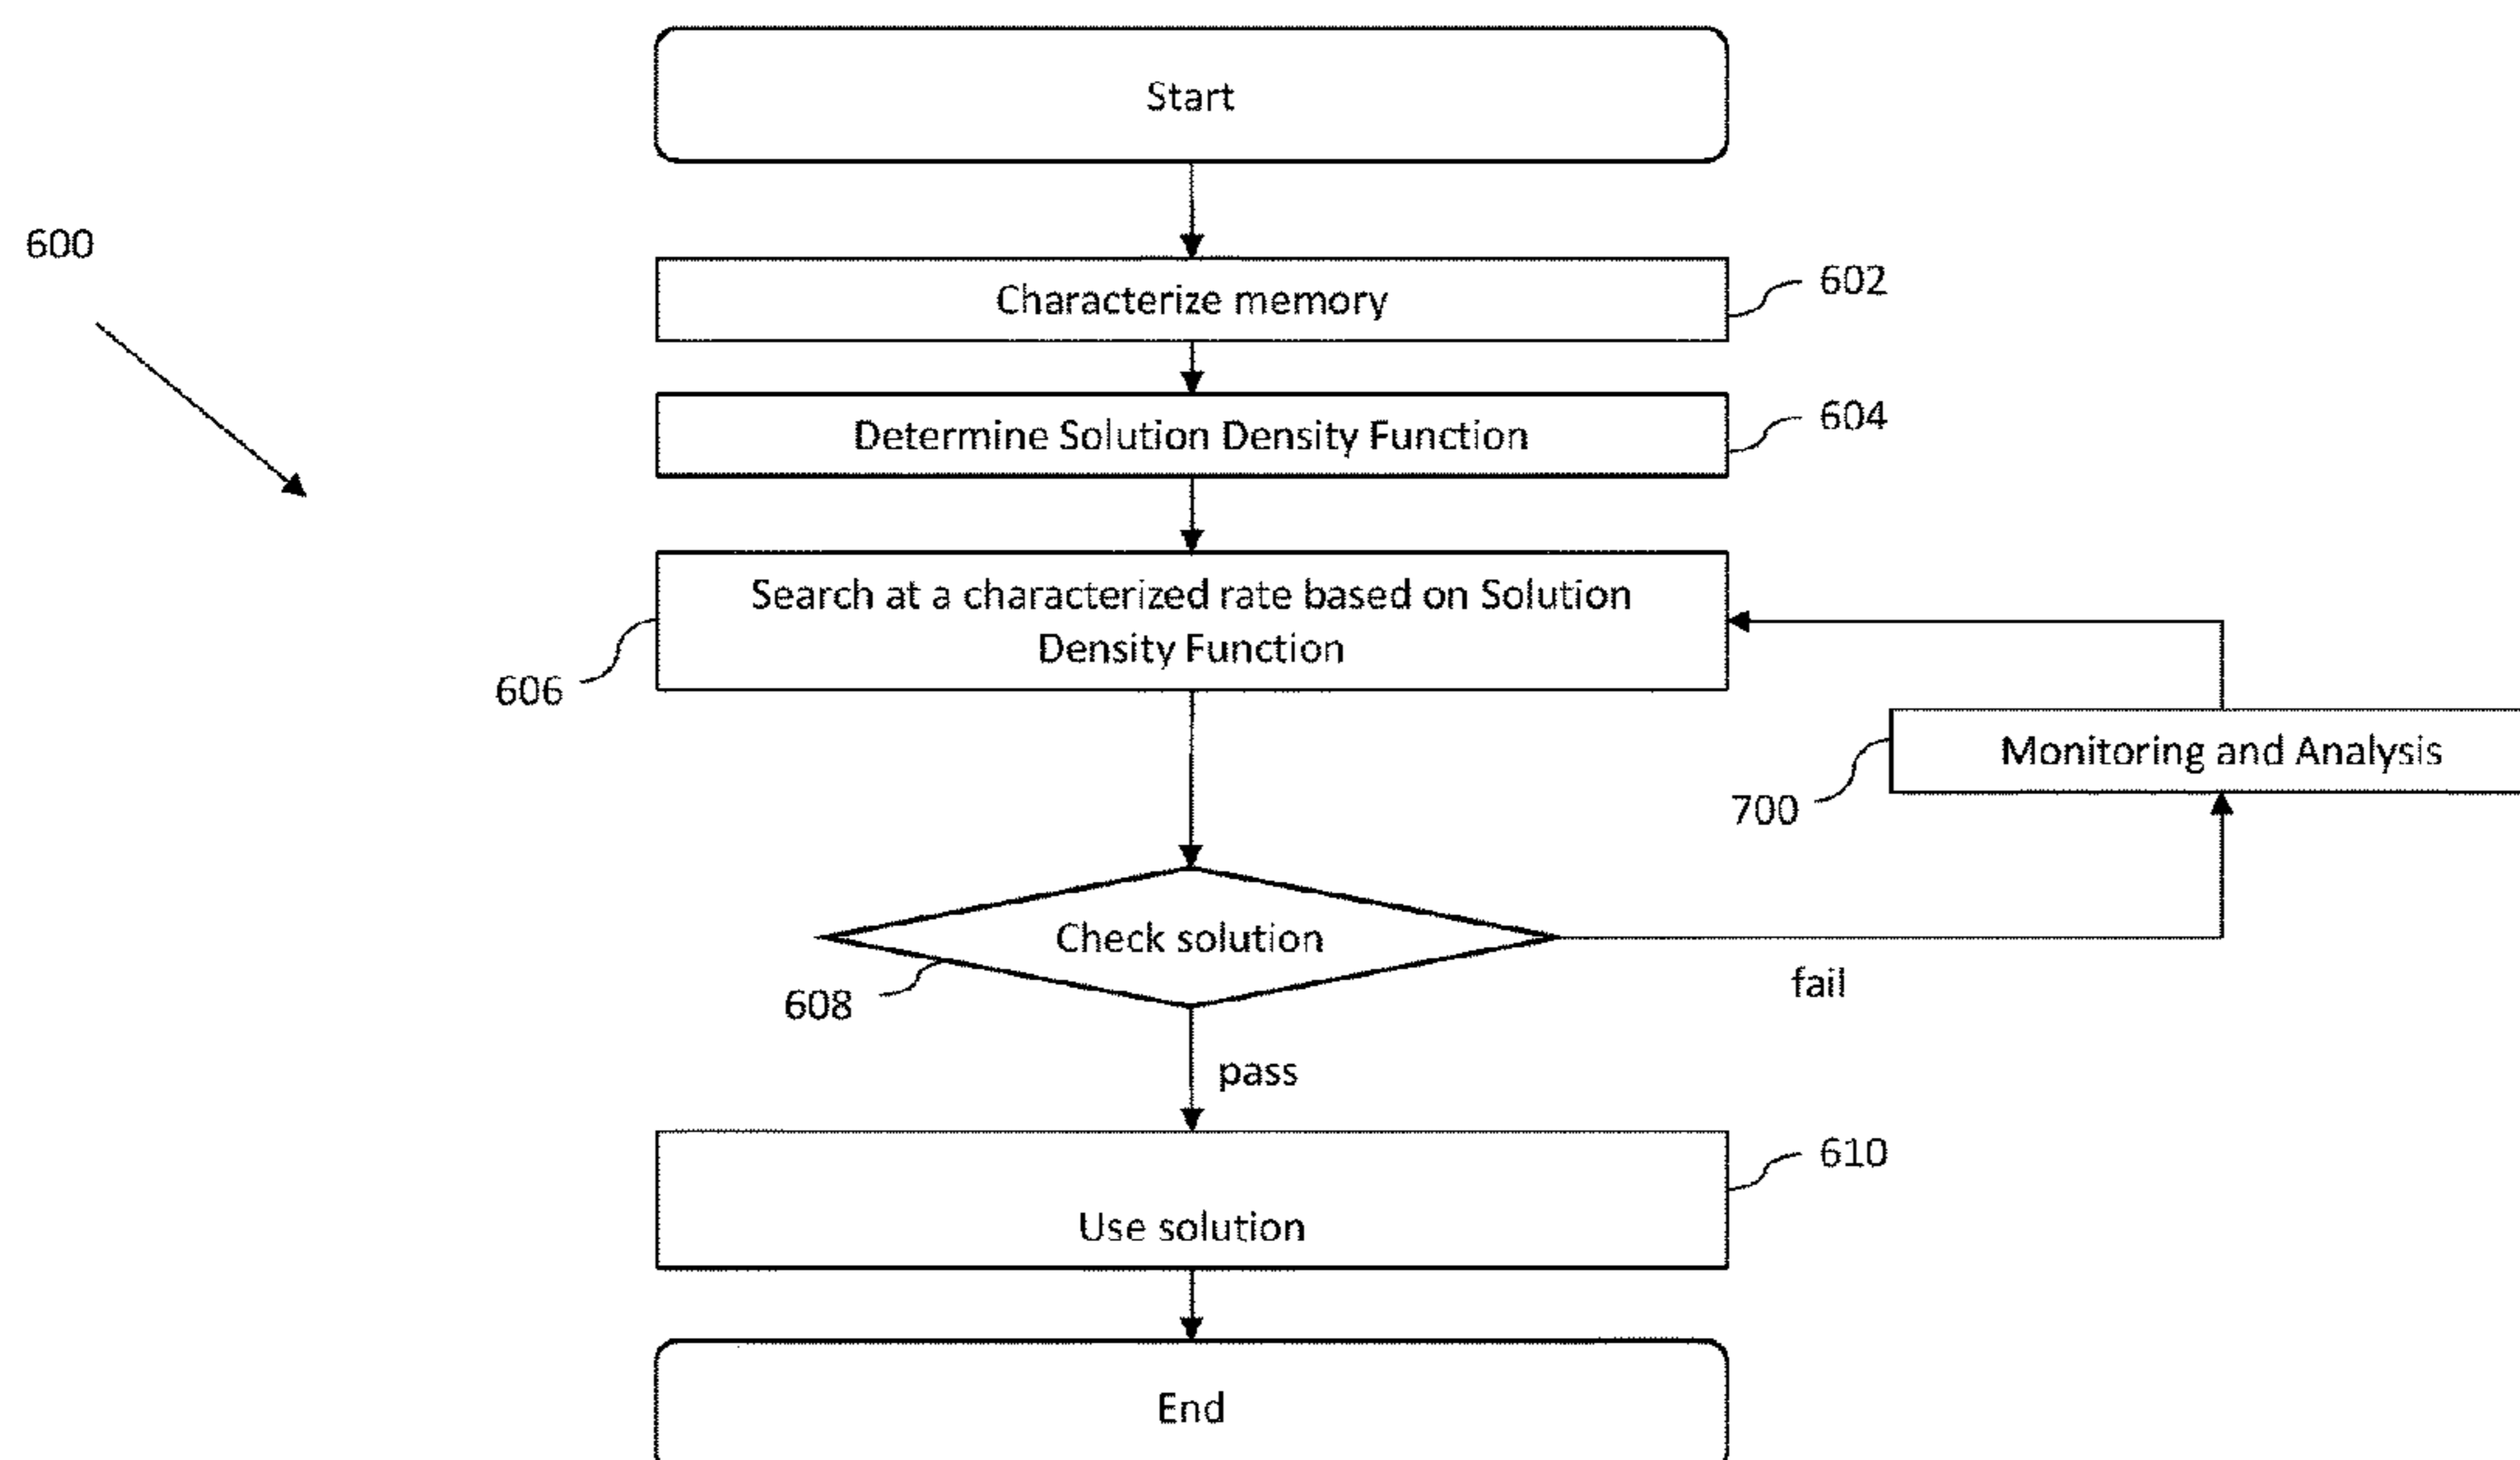 Start
600
Characterize memory
602
Determine Solution Density Function
604
Search at a characterized rate based on Solution
Density Function
606
Monitoring and Analysis
700
Check solution
608
fail
pass
610
Use solution
End